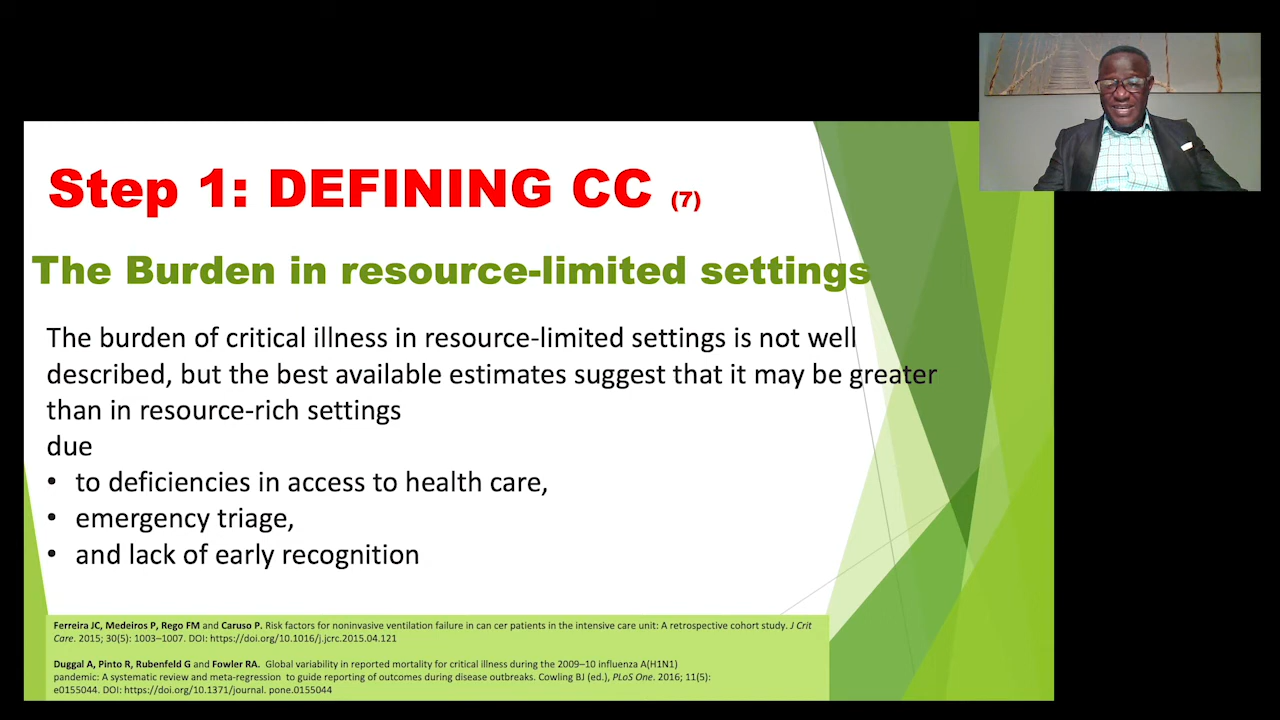 Step 1: DEFINING CC (7)
The Burden in resource-limited settings
The burden of critical illness in resource-limited settings is not well
described, but the best available estimates suggest that it may be greater
than in resource-rich settings
due
• to deficiencies in access to health care,
• emergency triage,
• and lack of early recognition
Ferreira JC, Medeiros P, Rego FM and Caruso P. Risk factors for noninvasive ventilation failure in can cer patients in the intensive care unit: A retrospective cohort study. J Crit
Care. 2015; 30(5): 1003–1007. DOI: https://doi.org/10.1016/j.jcrc.2015.04.121
Duggal A, Pinto R, Rubenfeld G and Fowler RA. Global variability in reported mortality for critical illness during the 2009–10 influenza A(H1N1)
pandemic: A systematic review and meta-regression to guide reporting of outcomes during disease outbreaks. Cowling BJ (ed.), PLoS One. 2016; 11(5):
e0155044. DOI: https://doi.org/10.1371/journal. pone.0155044